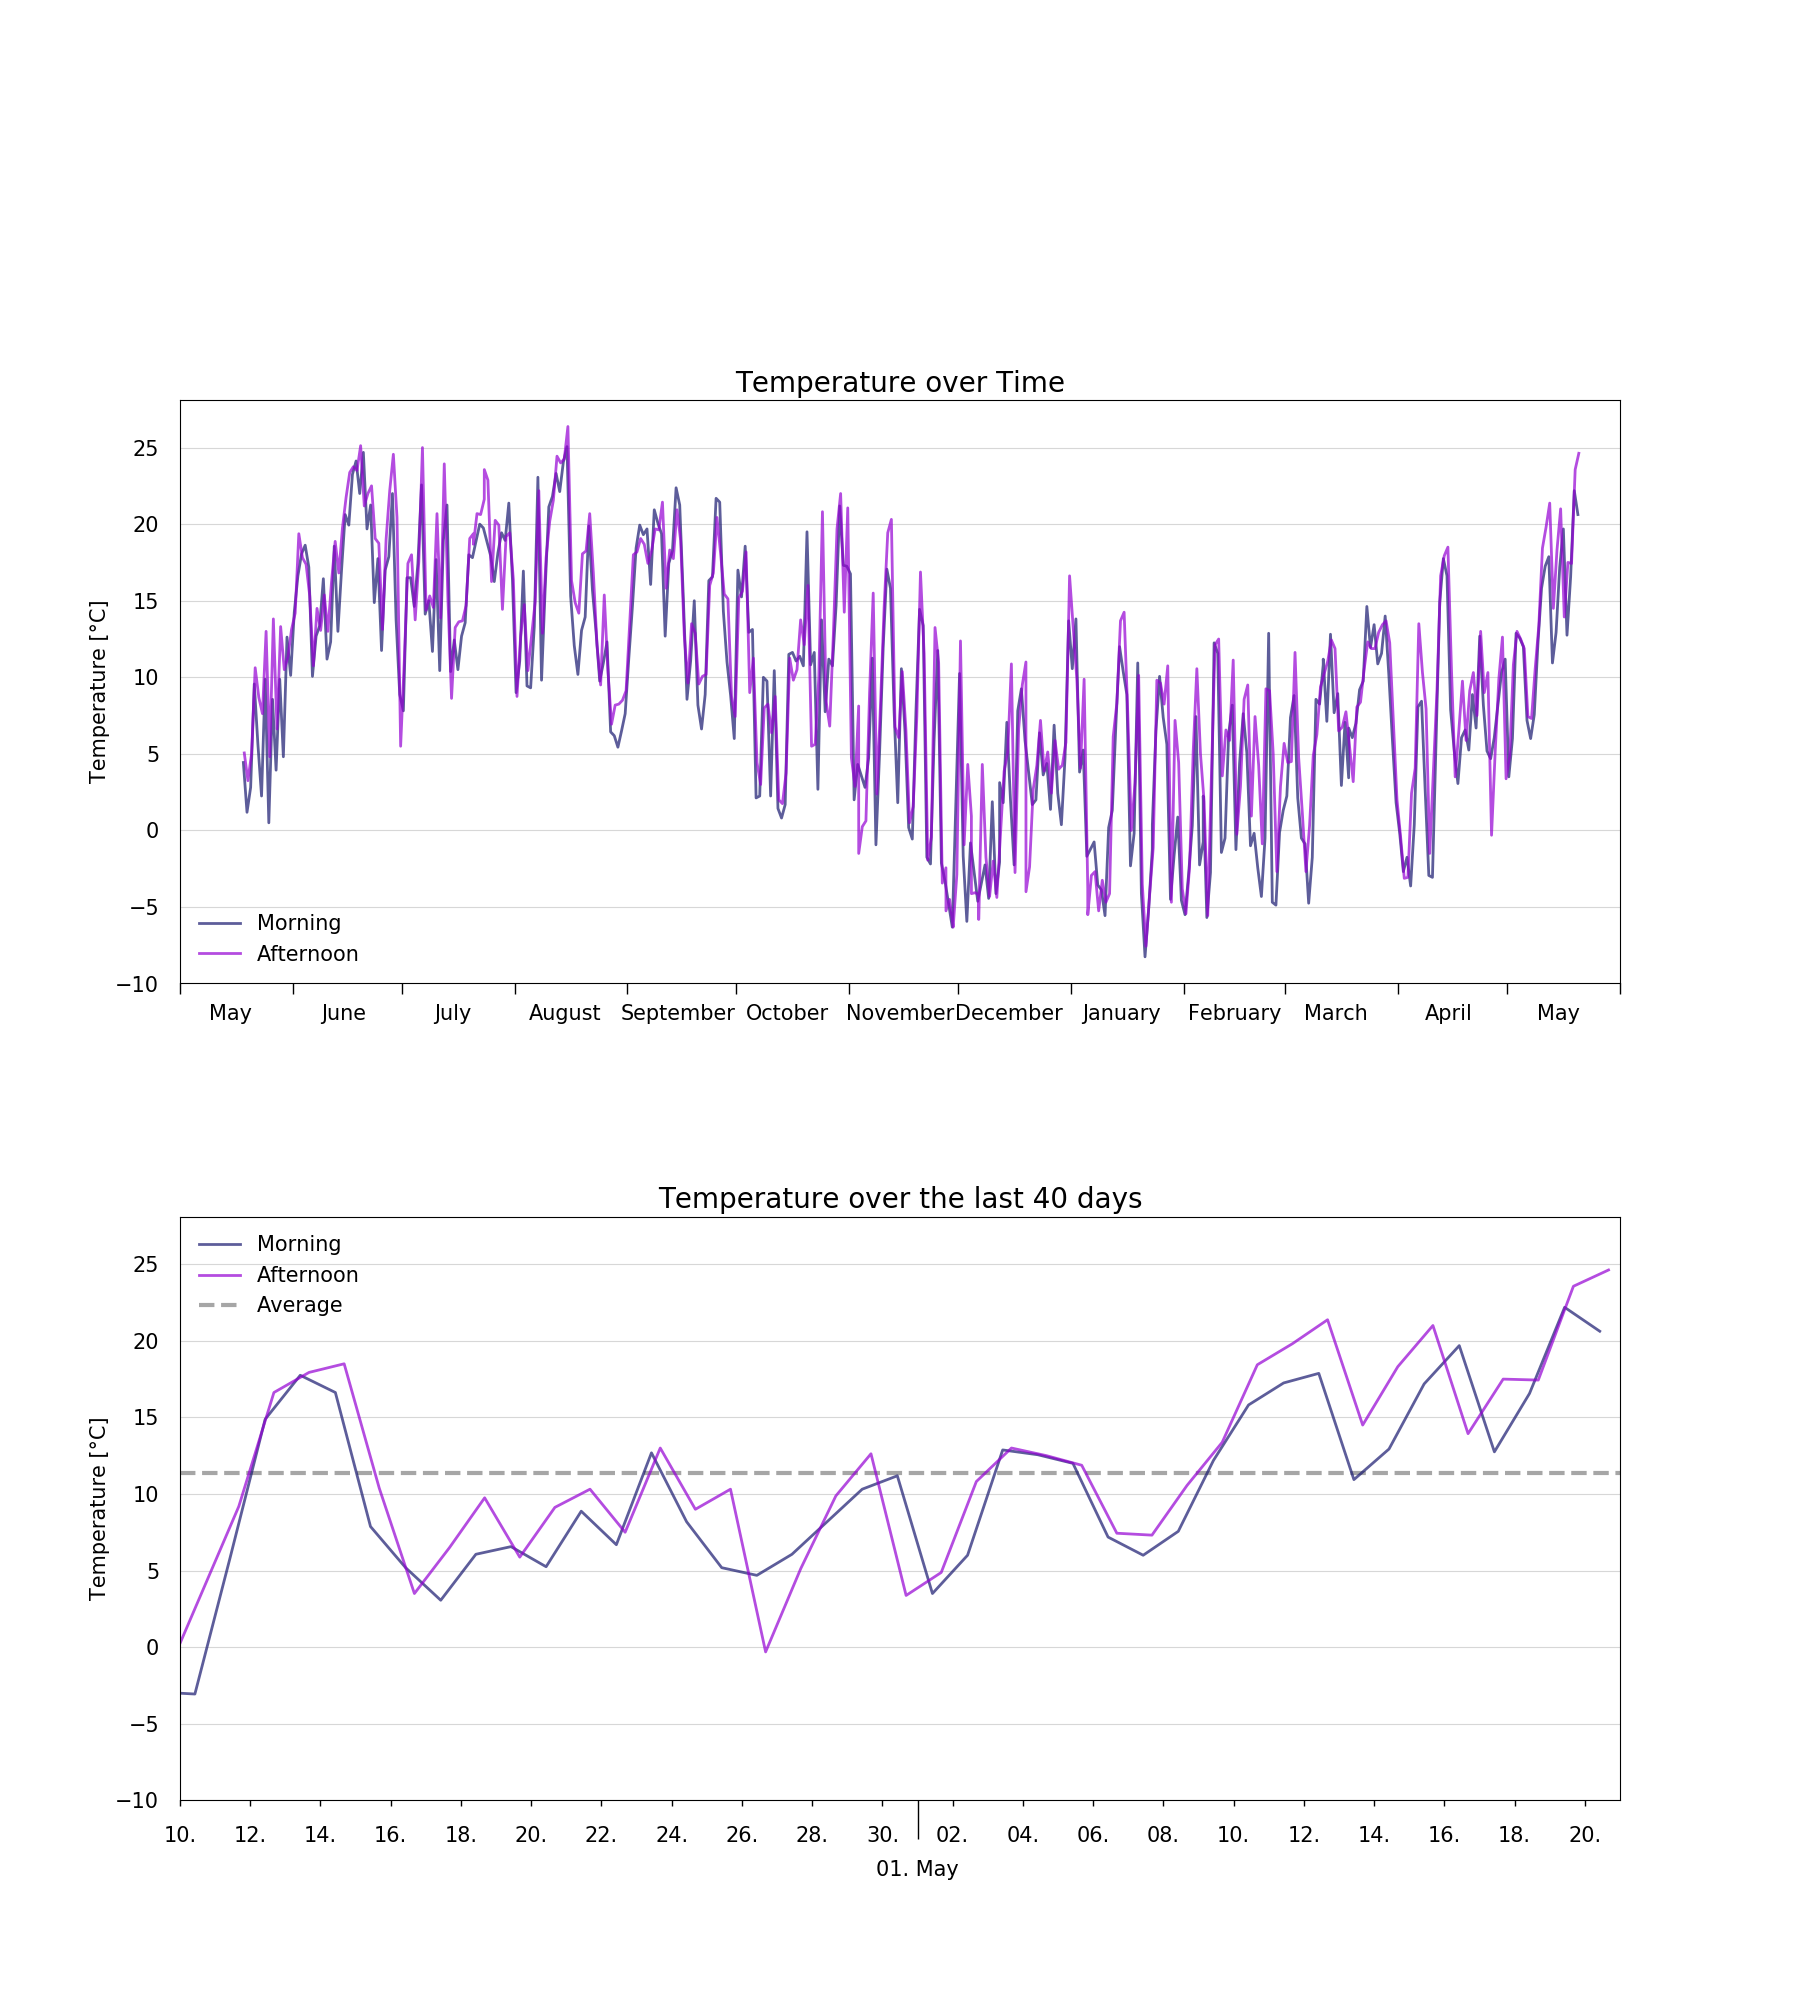 Temperature over Time
Temperature [°C]
25
20
15
10
5
0
−5
−10
Morning
Afternoon
May June July August September October November December January February March April May
Temperature over the last 40 days
Temperature [°C]
25
20
15
10
5
0
−5
−10
Morning
Afternoon
Average
10. 12. 14. 16. 18. 20. 22. 24. 26. 28. 30. 02. 04. 06. 08. 10. 12. 14. 16. 18. 20.
01. May